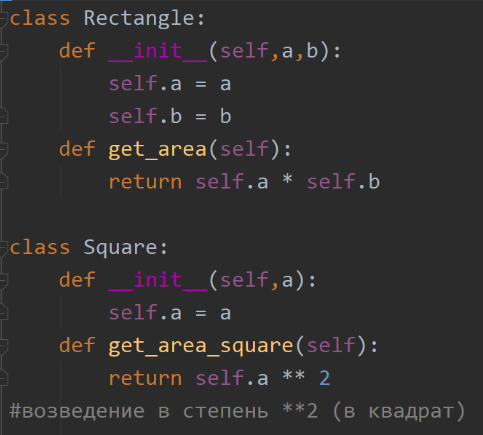 class Rectangle:
    def __init__(self,a,b):
        self.a = a
        self.b = b
    def get_area(self):
        return self.a * self.b

class Square:
    def __init__(self,a):
        self.a = a
    def get_area_square(self):
        return self.a ** 2
#возведение в степень **2 (в квадрат)